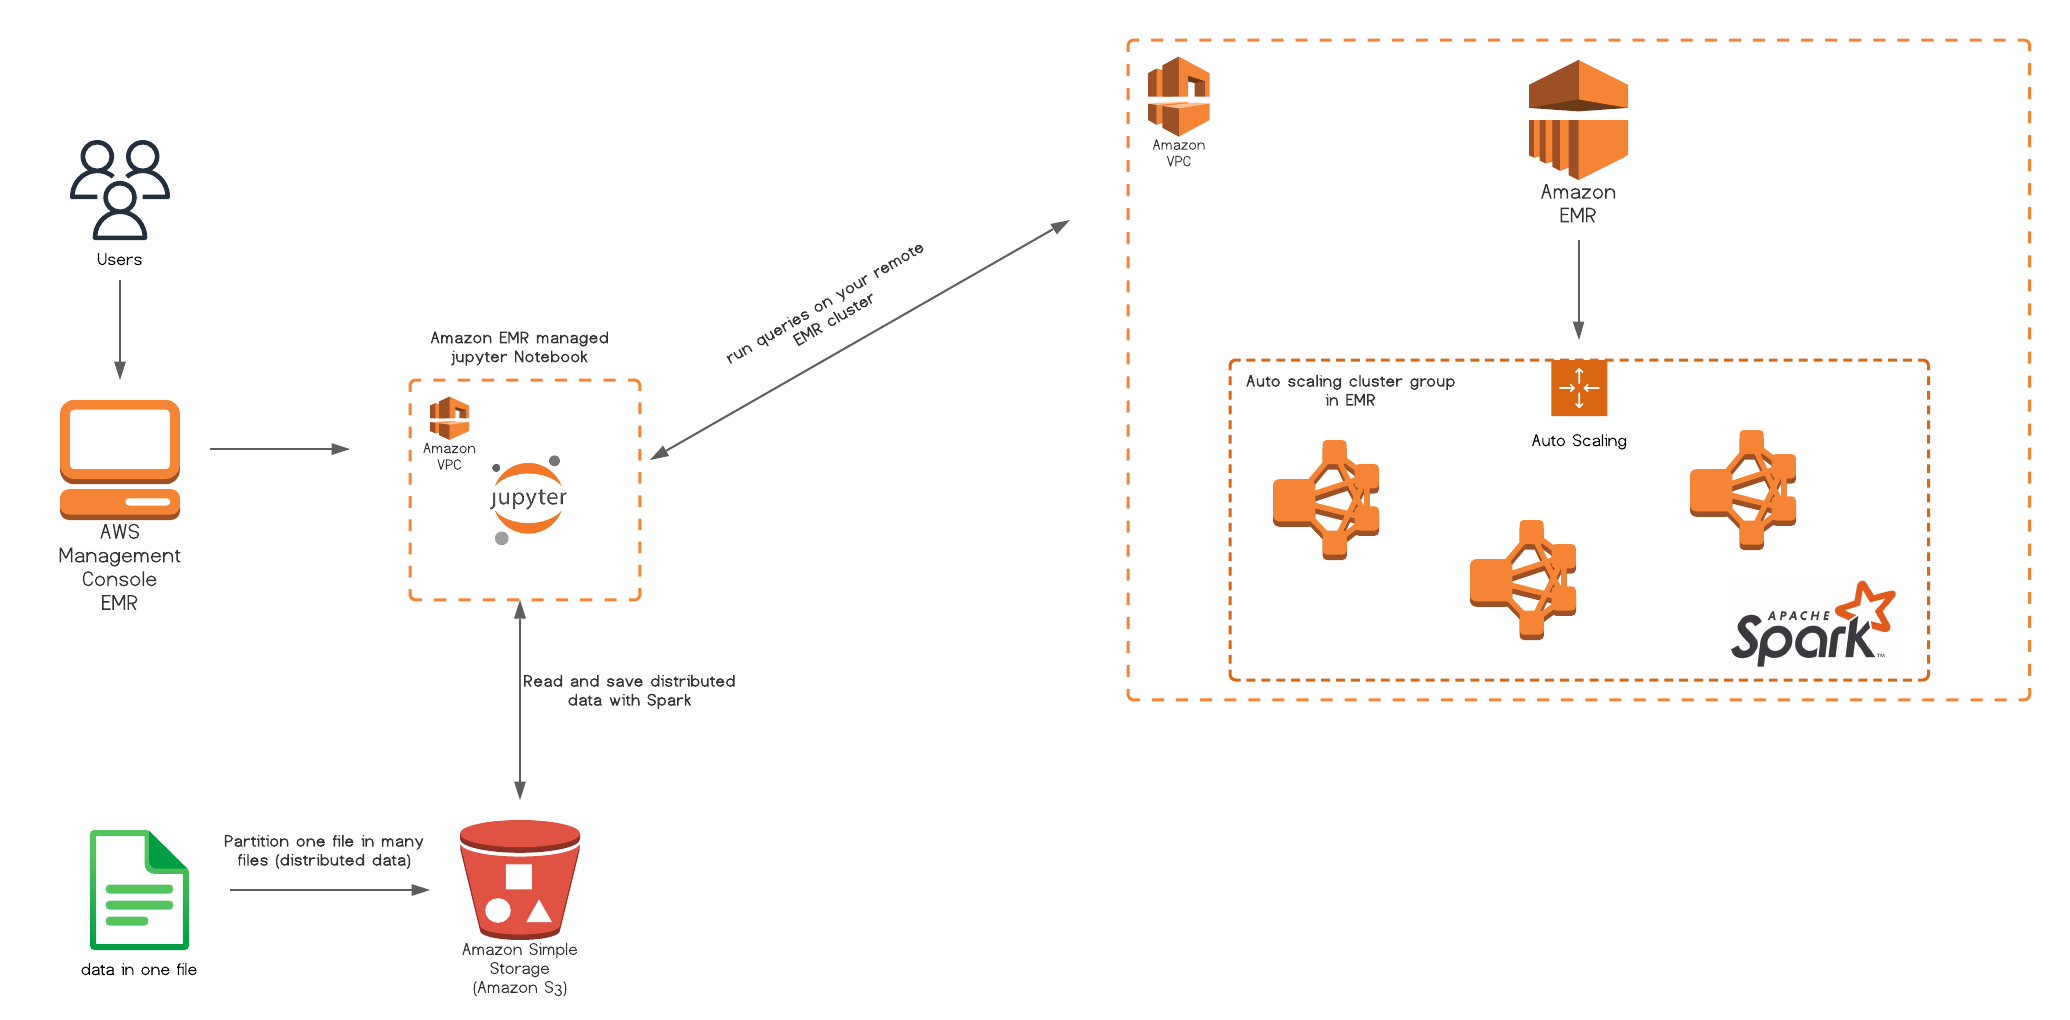 Amazon
VPC
Amazon
EMR
Users
run queries on your remote
EMR cluster
Amazon EMR managed
jupyter Notebook
Auto scaling cluster group
in EMR
Auto Scaling
Amazon
VPC
jupyter
AWS
Management
Console
EMR
APACHE
Spark™
Read and save distributed
data with Spark
Partition one file in many
files (distributed data)
data in one file
Amazon Simple
Storage
(Amazon S3)